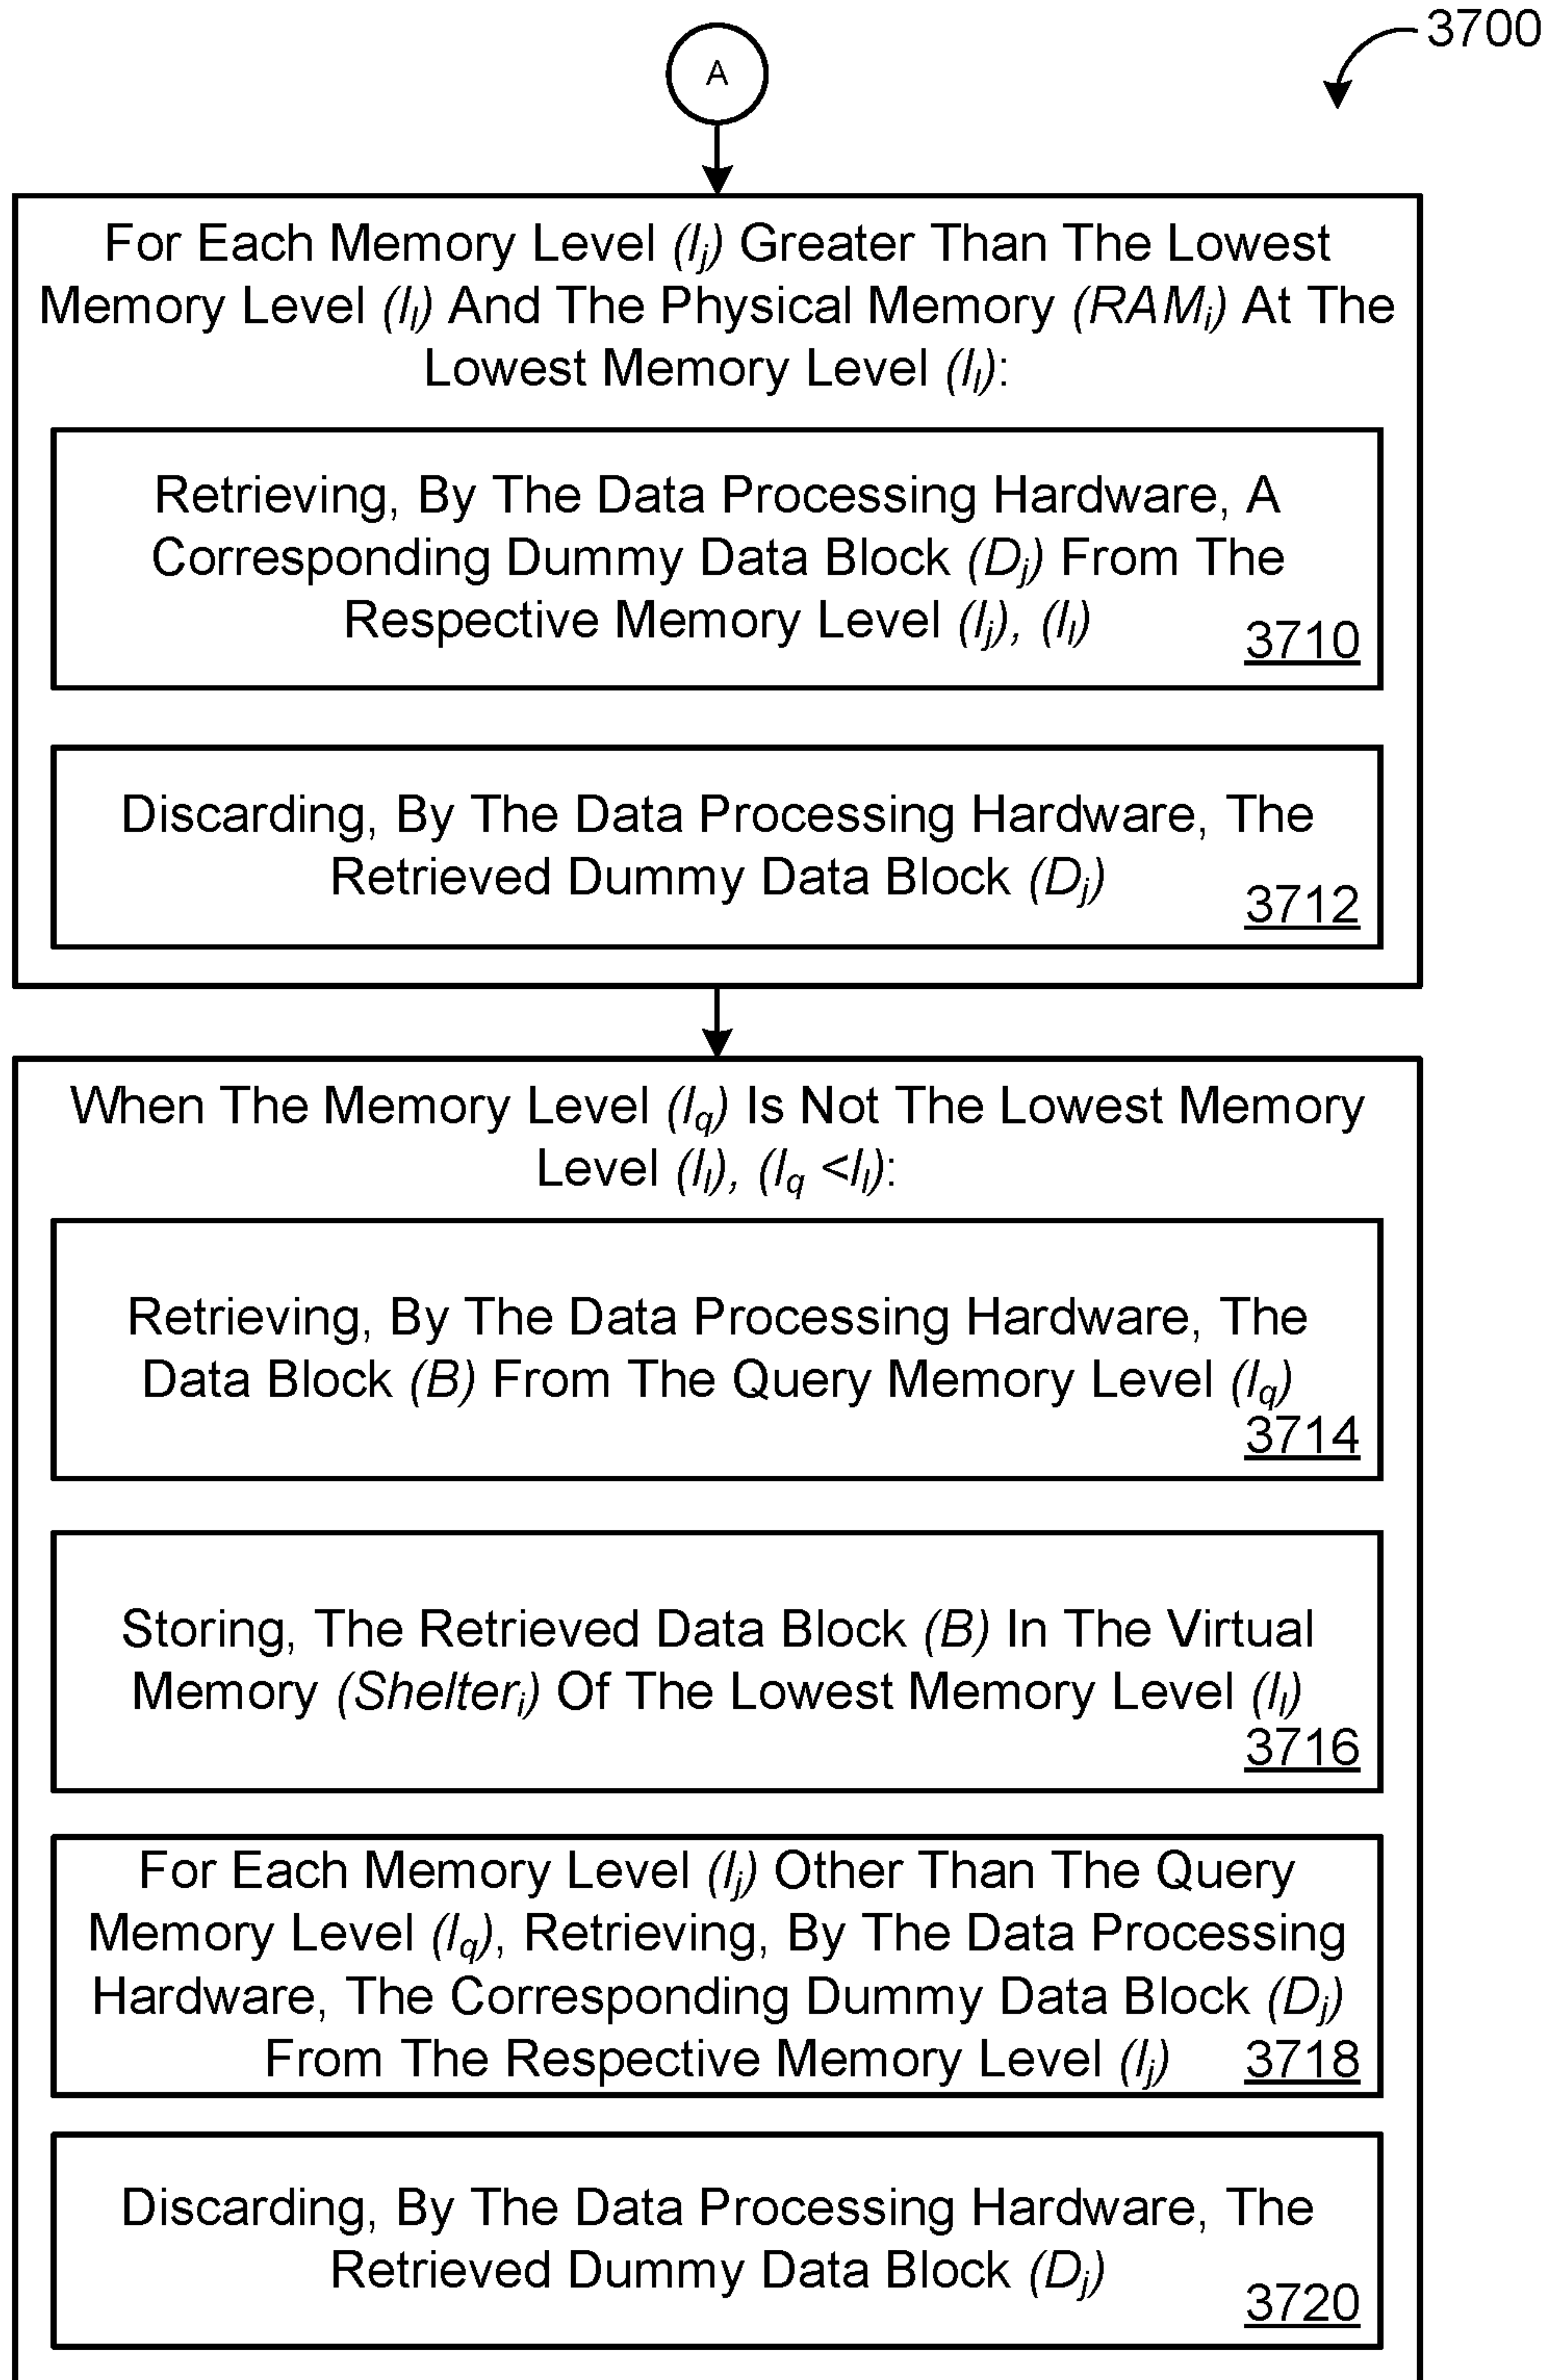 3700
A
For Each Memory Level (lj) Greater Than The Lowest
Memory Level (ll) And The Physical Memory (RAMi) At The
Lowest Memory Level (ll):
Retrieving, By The Data Processing Hardware, A
Corresponding Dummy Data Block (Dj) From The
Respective Memory Level (lj), (ll)
3710
Discarding, By The Data Processing Hardware, The
Retrieved Dummy Data Block (Dj)
3712
When The Memory Level (lq) Is Not The Lowest Memory
Level (ll), (lq <ll):
Retrieving, By The Data Processing Hardware, The
Data Block (B) From The Query Memory Level (lq)
3714
Storing, The Retrieved Data Block (B) In The Virtual
Memory (Shelteri) Of The Lowest Memory Level (ll)
3716
For Each Memory Level (lj) Other Than The Query
Memory Level (lq), Retrieving, By The Data Processing
Hardware, The Corresponding Dummy Data Block (Dj)
From The Respective Memory Level (lj) 3718
Discarding, By The Data Processing Hardware, The
Retrieved Dummy Data Block (Dj)
3720